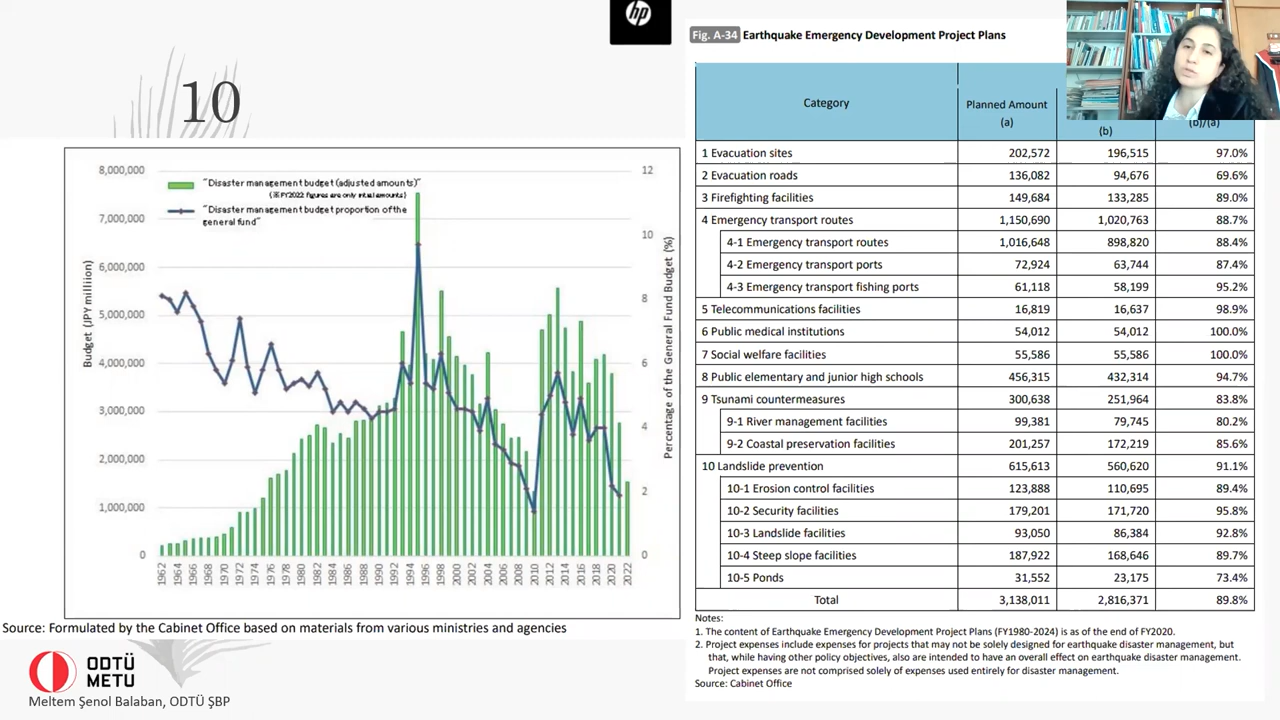 hp
10
8,000,000
7,000,000
6,000,000
5,000,000
4,000,000
3,000,000
2,000,000
1,000,000
0
Budget (JPY milliion)
"Disaster management budget (adjusted amounts)"
(※FY2022 figures are only initial amounts)
"Disaster management budget proportion of the
general fund"
12
10
8
6
4
2
0
Percentage of the General Fund Budget (%)
1962 1964 1966 1968 1970 1972 1974 1976 1978 1980 1982 1984 1986 1988 1990 1992 1994 1996 1998 2000 2002 2004 2006 2008 2010 2012 2014 2016 2018 2020 2022
Source: Formulated by the Cabinet Office based on materials from various ministries and agencies
ODTÜ
METU
Meltem Şenol Balaban, ODTÜ ŞBP
Fig. A-34 Earthquake Emergency Development Project Plans
Category
Planned Amount
(a)
(b)
(b)/(a)
1 Evacuation sites 202,572 196,515 97.0%
2 Evacuation roads 136,082 94,676 69.6%
3 Firefighting facilities 149,684 133,285 89.0%
4 Emergency transport routes 1,150,690 1,020,763 88.7%
4-1 Emergency transport routes 1,016,648 898,820 88.4%
4-2 Emergency transport ports 72,924 63,744 87.4%
4-3 Emergency transport fishing ports 61,118 58,199 95.2%
5 Telecommunications facilities 16,819 16,637 98.9%
6 Public medical institutions 54,012 54,012 100.0%
7 Social welfare facilities 55,586 55,586 100.0%
8 Public elementary and junior high schools 456,315 432,314 94.7%
9 Tsunami countermeasures 300,638 251,964 83.8%
9-1 River management facilities 99,381 79,745 80.2%
9-2 Coastal preservation facilities 201,257 172,219 85.6%
10 Landslide prevention 615,613 560,620 91.1%
10-1 Erosion control facilities 123,888 110,695 89.4%
10-2 Security facilities 179,201 171,720 95.8%
10-3 Landslide facilities 93,050 86,384 92.8%
10-4 Steep slope facilities 187,922 168,646 89.7%
10-5 Ponds 31,552 23,175 73.4%
Total 3,138,011 2,816,371 89.8%
Notes:
1. The content of Earthquake Emergency Development Project Plans (FY1980-2024) is as of the end of FY2020.
2. Project expenses include expenses for projects that may not be solely designed for earthquake disaster management, but
that, while having other policy objectives, also are intended to have an overall effect on earthquake disaster management.
Project expenses are not comprised solely of expenses used entirely for disaster management.
Source: Cabinet Office